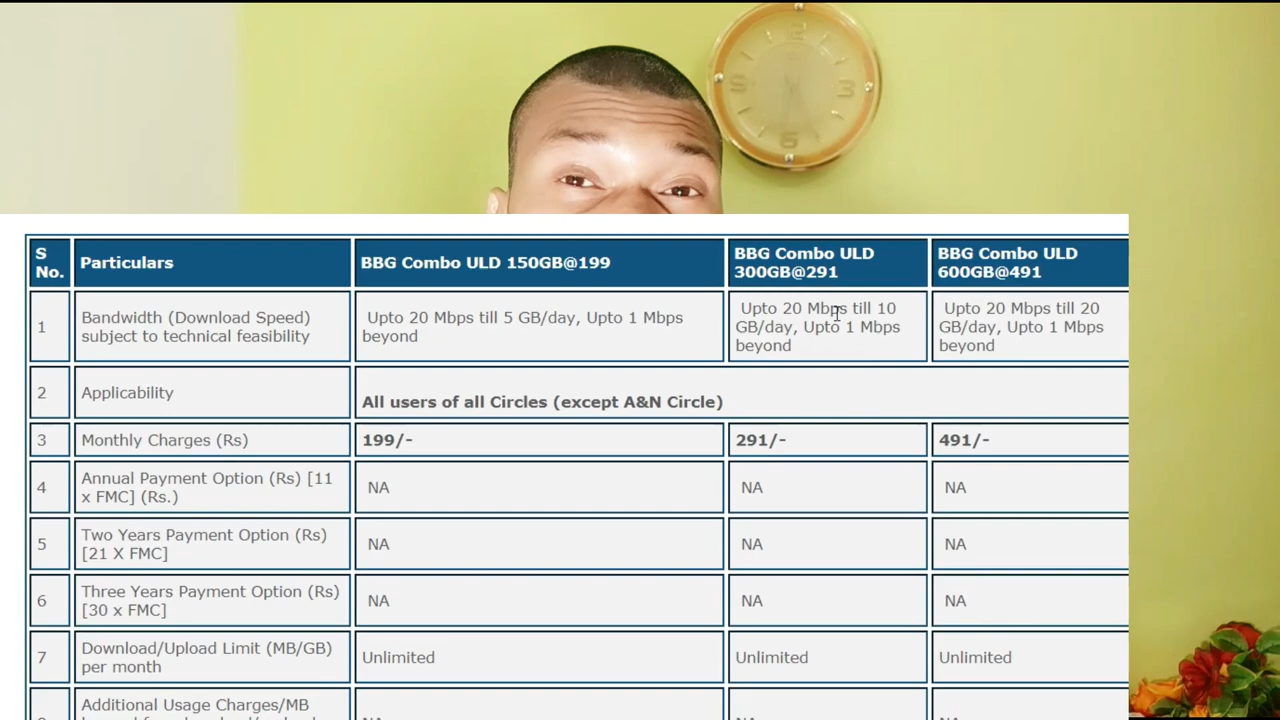 12
3
6
9
S No.
Particulars
BBG Combo ULD 150GB@199
BBG Combo ULD
300GB@291
BBG Combo ULD
600GB@491
1
Bandwidth (Download Speed)
subject to technical feasibility
Upto 20 Mbps till 5 GB/day, Upto 1 Mbps
beyond
Upto 20 Mbps till 10
GB/day, Upto 1 Mbps
beyond
Upto 20 Mbps till 20
GB/day, Upto 1 Mbps
beyond
2
Applicability
All users of all Circles (except A&N Circle)
3
Monthly Charges (Rs)
199/-
291/-
491/-
4
Annual Payment Option (Rs) [11
x FMC] (Rs.)
NA
NA
NA
5
Two Years Payment Option (Rs)
[21 X FMC]
NA
NA
NA
6
Three Years Payment Option (Rs)
[30 x FMC]
NA
NA
NA
7
Download/Upload Limit (MB/GB)
per month
Unlimited
Unlimited
Unlimited
Additional Usage Charges/MB